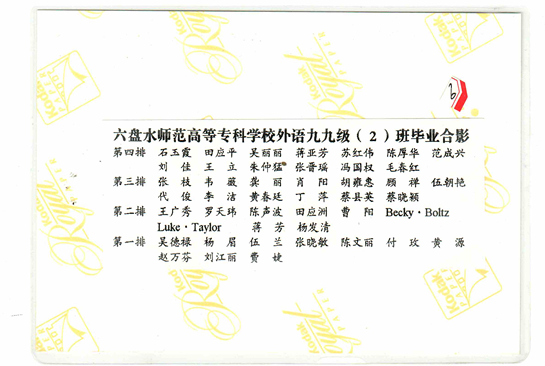 六盘水师范高等专科学校外语九九级（2）班毕业合影
第四排 石玉霞 田应平 吴丽丽 蒋亚芳 苏红伟 陈厚华 范成兴
刘佳 王立 朱仲猛 张晋瑞 冯国权 毛春红
第三排 张枝 韦薇 龚丽 肖阳 胡雍惠 顾禅 伍朝艳
代俊 李洁 黄春廷 丁萍 蔡县英 蔡晓颖
第二排 王广秀 罗天玮 陈声波 田应洲 曹阳 Becky·Boltz
Luke·Taylor 蒋芳 杨发清
第一排 吴德禄 杨眉 伍兰 张晓敏 陈文丽 付玫 黄源
赵万芬 刘江丽 贾婕
Kodak
PAPER
Royal